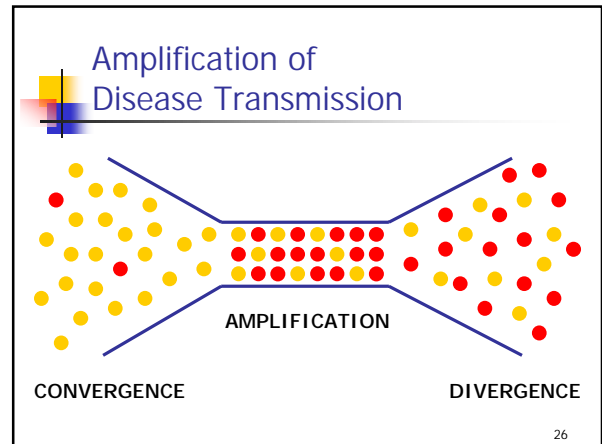 Amplification of
Disease Transmission
AMPLIFICATION
CONVERGENCE
DIVERGENCE
26